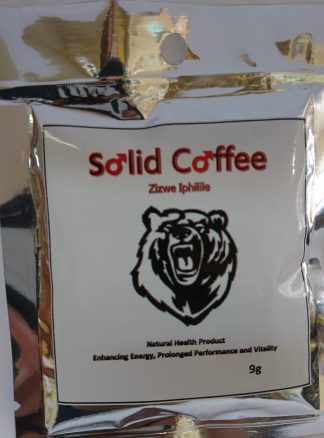 Solid Coffee
Zizwe Iphilile
Natural Health Product
Enhancing Energy, Prolonged Performance and Vitality
9g